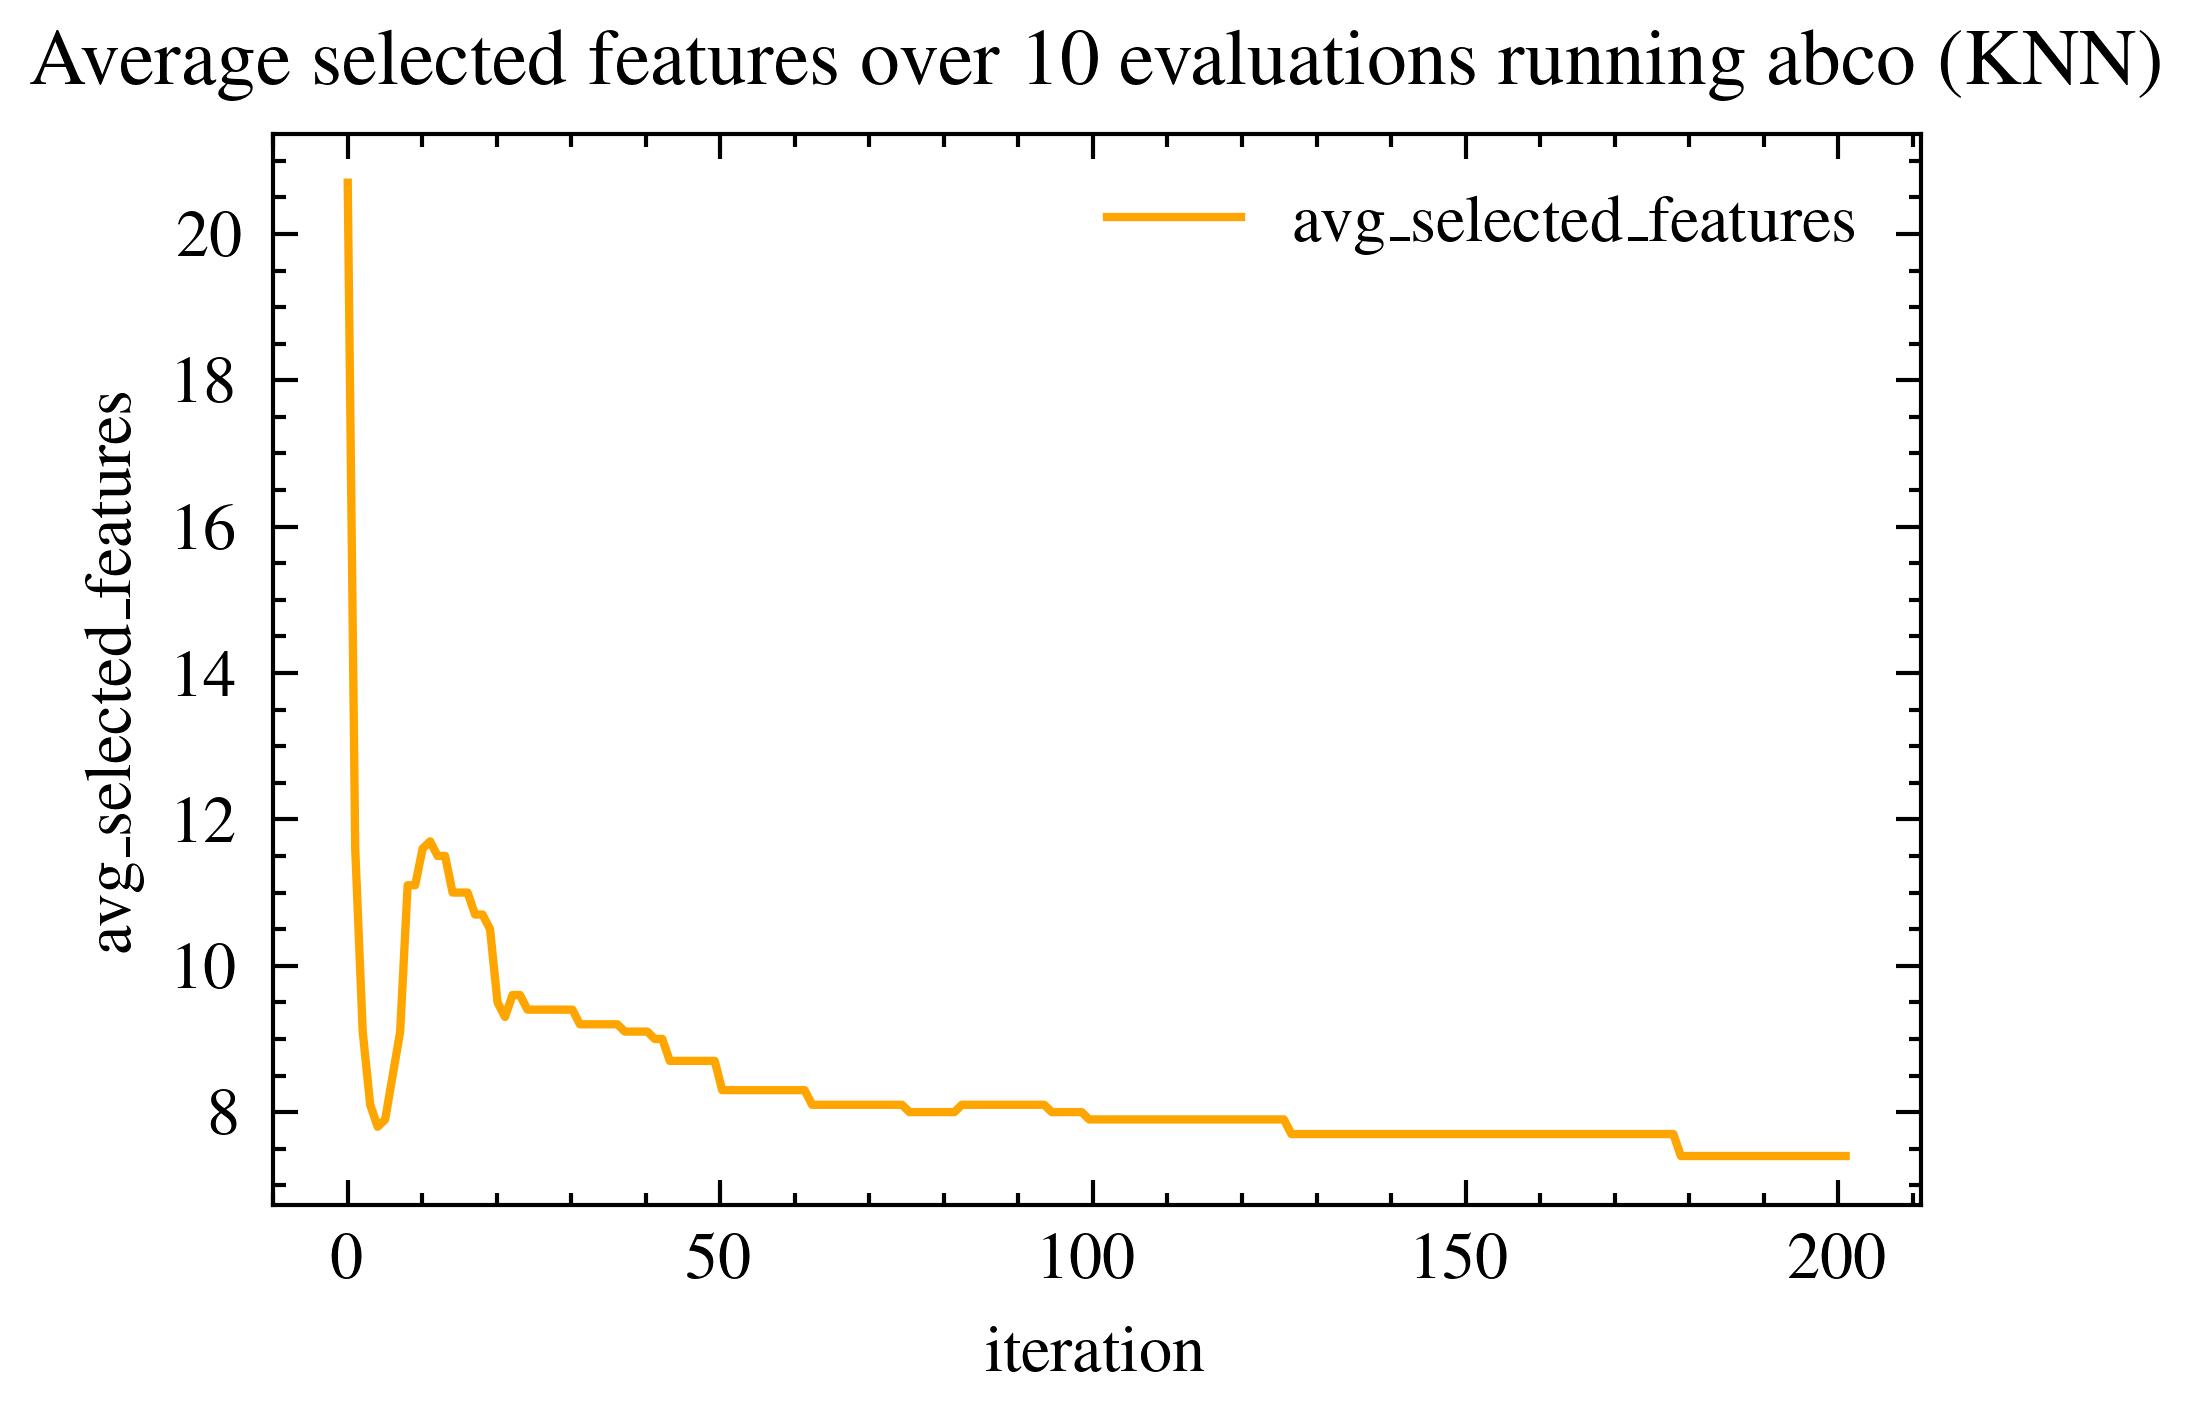 Average selected features over 10 evaluations running abco (KNN)
avg_selected_features
20
18
16
14
12
10
8
avg_selected_features
0 50 100 150 200
iteration